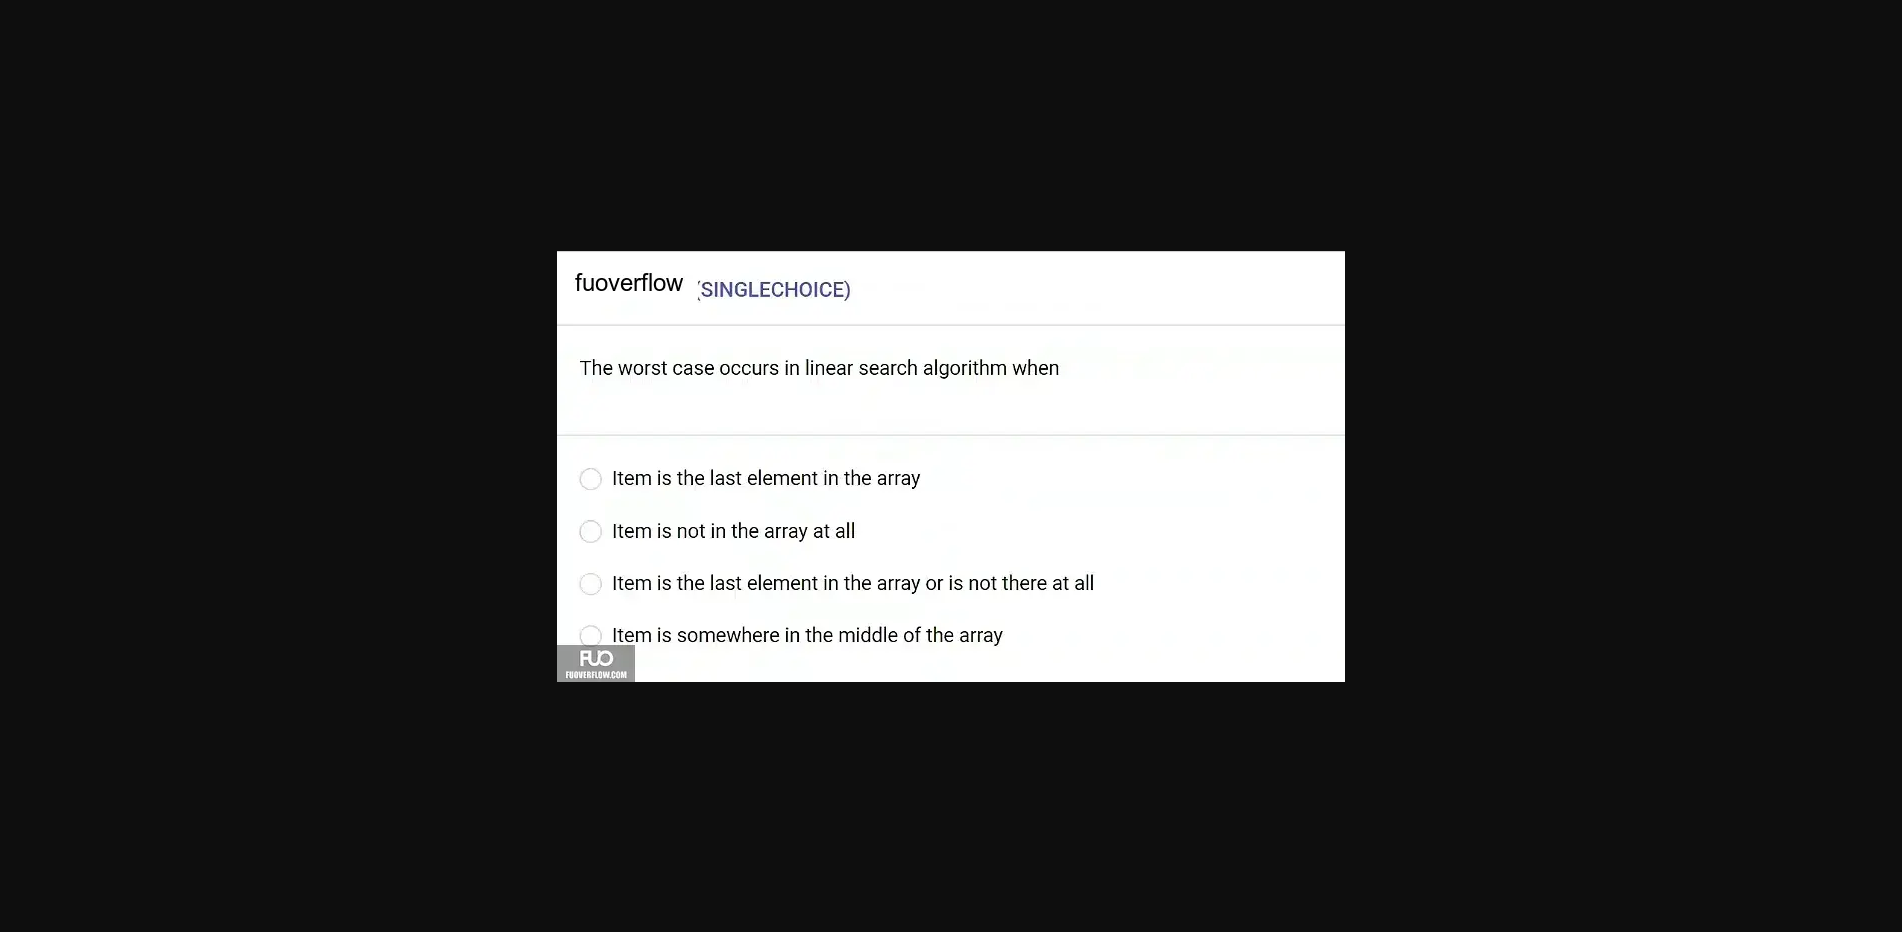 fuoverflow (SINGLECHOICE)
The worst case occurs in linear search algorithm when
Item is the last element in the array
Item is not in the array at all
Item is the last element in the array or is not there at all
Item is somewhere in the middle of the array
FUO
FUOVERFLOW.COM